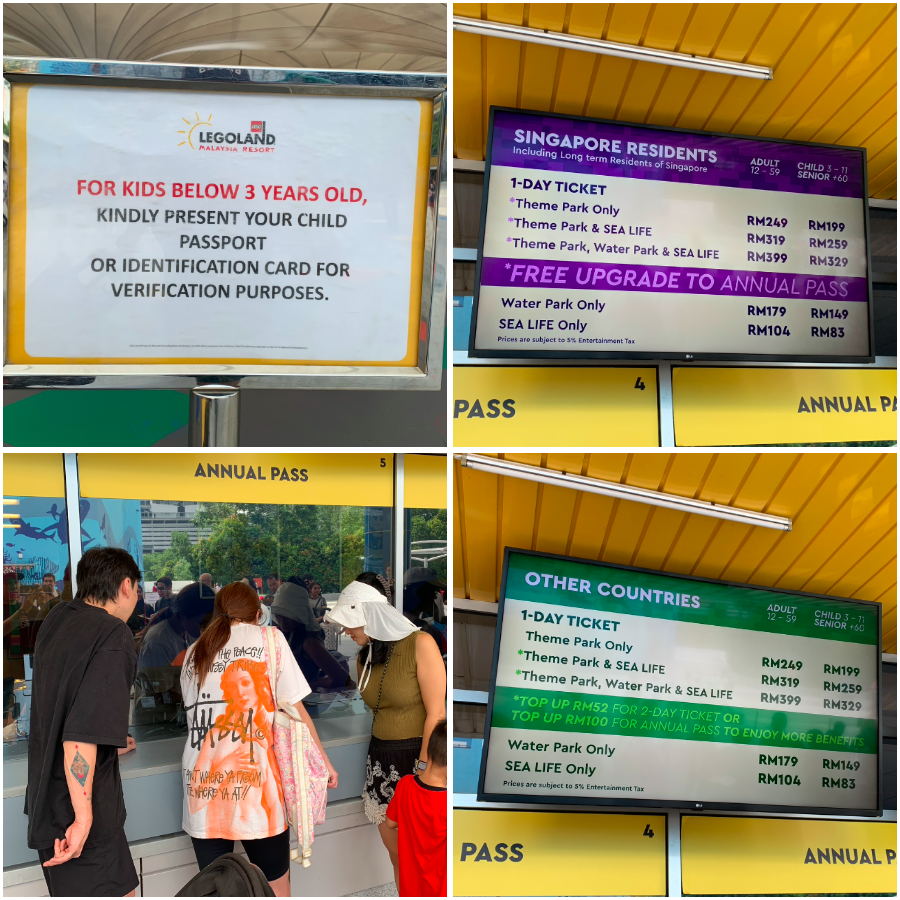 LEGO
LEGOLAND
MALAYSIA RESORT
FOR KIDS BELOW 3 YEARS OLD,
KINDLY PRESENT YOUR CHILD
PASSPORT
OR IDENTIFICATION CARD FOR
VERIFICATION PURPOSES.
SINGAPORE RESIDENTS
Including Long term Residents of Singapore
ADULT
12 - 59
CHILD 3 - 11
SENIOR +60
1-DAY TICKET
*Theme Park Only RM249 RM199
*Theme Park & SEA LIFE RM319 RM259
*Theme Park, Water Park & SEA LIFE RM399 RM329
*FREE UPGRADE TO ANNUAL PASS
Water Park Only RM179 RM149
SEA LIFE Only RM104 RM83
Prices are subject to 5% Entertainment Tax
LG
4
PASS
ANNUAL PA
ANNUAL PASS
5
OTHER COUNTRIES
ADULT
12 - 59
CHILD 3 - 11
SENIOR +60
1-DAY TICKET
Theme Park Only RM249 RM199
*Theme Park & SEA LIFE RM319 RM259
*Theme Park, Water Park & SEA LIFE RM399 RM329
*TOP UP RM52 FOR 2-DAY TICKET OR
TOP UP RM100 FOR ANNUAL PASS TO ENJOY MORE BENEFITS
Water Park Only RM179 RM149
SEA LIFE Only RM104 RM83
Prices are subject to 5% Entertainment Tax
LG
4
PASS
ANNUAL P